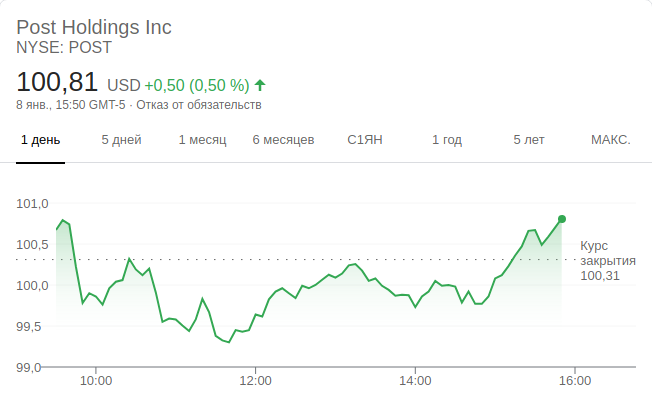 Post Holdings Inc
NYSE: POST
100,81 USD +0,50 (0,50 %)
8 янв., 15:50 GMT-5 · Отказ от обязательств
1 день 5 дней 1 месяц 6 месяцев С1ЯН 1 год 5 лет МАКС.
101,0
100,5
100,0
99,5
99,0
Курс
закрытия
100,31
10:00 12:00 14:00 16:00